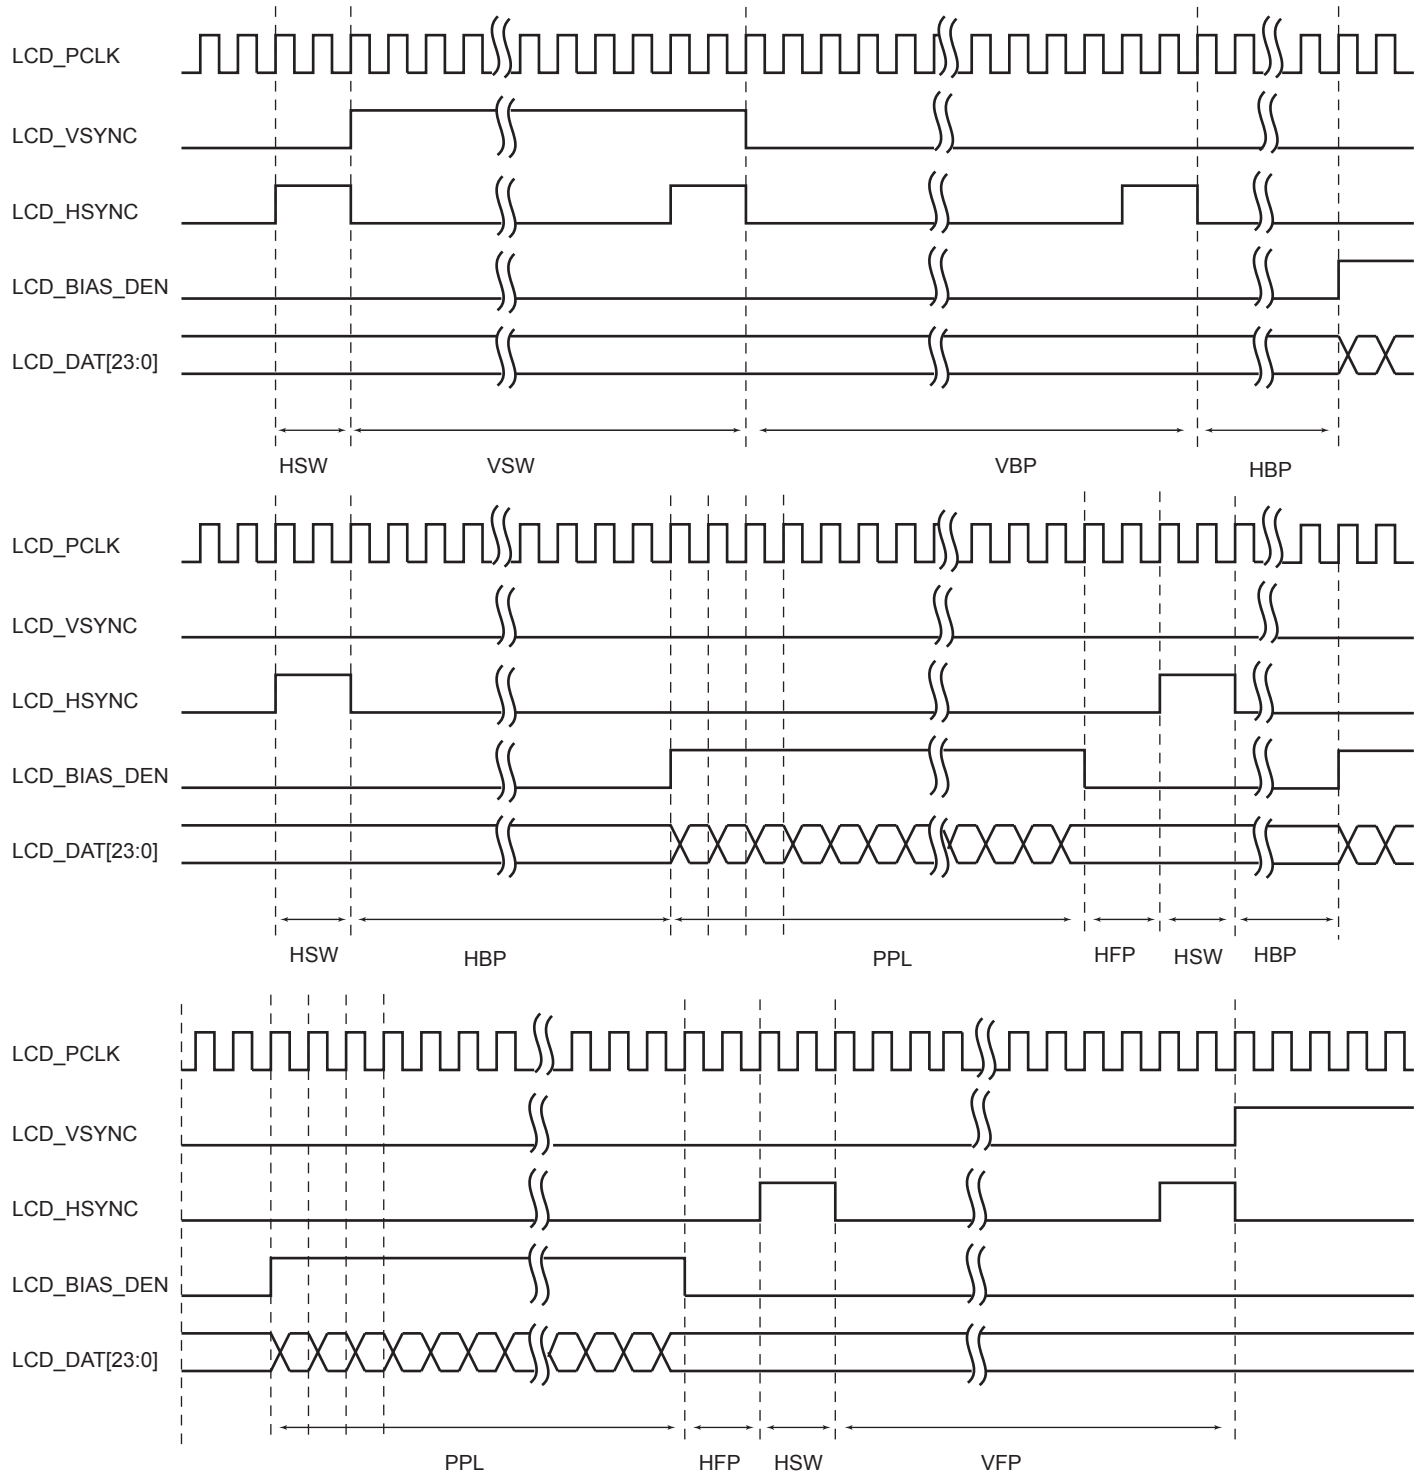 LCD_PCLK
LCD_VSYNC
LCD_HSYNC
LCD_BIAS_DEN
LCD_DAT[23:0]
HSW VSW VBP HBP
LCD_PCLK
LCD_VSYNC
LCD_HSYNC
LCD_BIAS_DEN
LCD_DAT[23:0]
HSW HBP PPL HFP HSW HBP
LCD_PCLK
LCD_VSYNC
LCD_HSYNC
LCD_BIAS_DEN
LCD_DAT[23:0]
PPL HFP HSW VFP